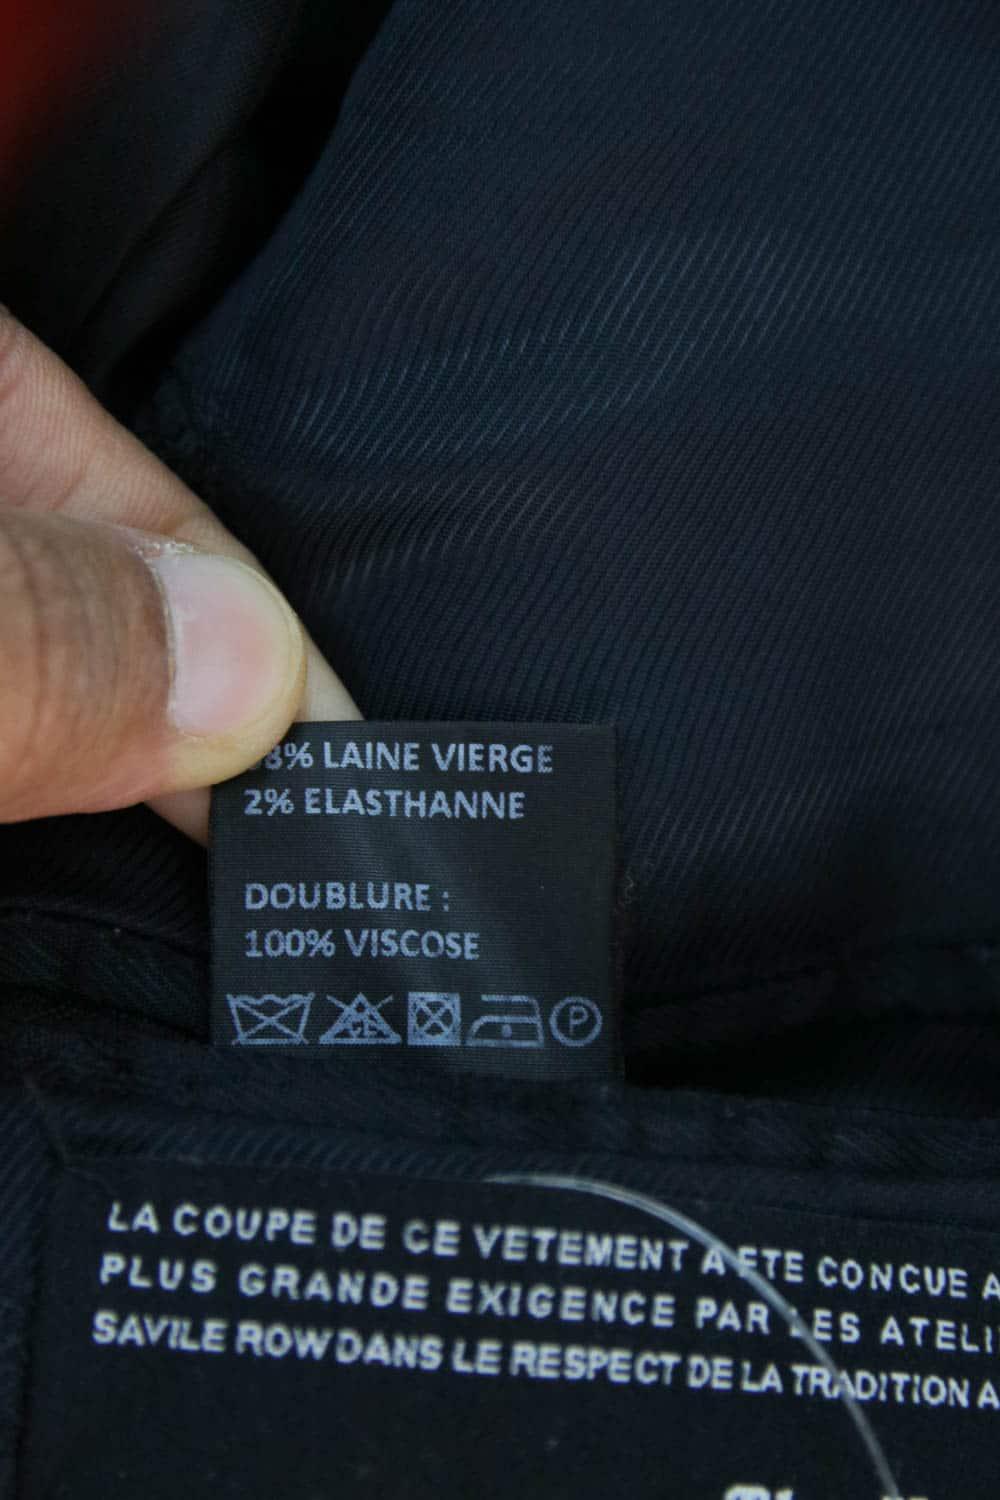 8% LAINE VIERGE
2% ELASTHANNE
DOUBLURE :
100% VISCOSE
CL
P
LA COUPE DE CE VETEMENT A ETE CONCUE A
PLUS GRANDE EXIGENCE PAR LES ATELI
SAVILE ROW DANS LE RESPECT DE LA TRADITION A